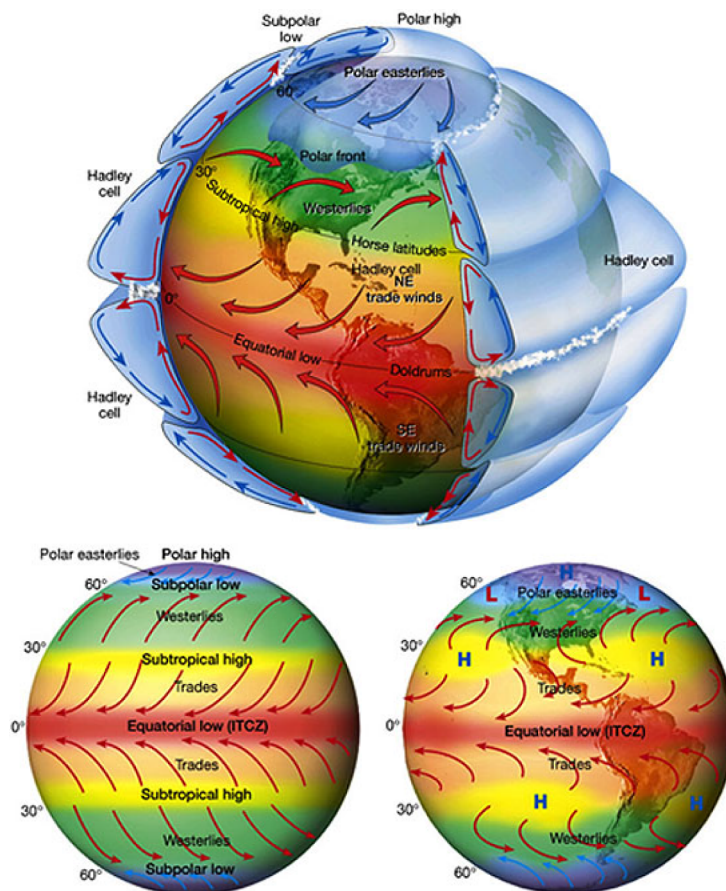 Subpolar
low
Polar high
Polar easterlies
60°
Hadley
cell
30°
Polar front
Subtropical high
Westerlies
Horse latitudes
Hadley cell
Hadley cell
NE
trade winds
0°
Equatorial low
Doldrums
Hadley
cell
SE
trade winds
Polar easterlies
Polar high
60°
Subpolar low
Westerlies
30°
Subtropical high
Trades
0°
Equatorial low (ITCZ)
Trades
30°
Subtropical high
Westerlies
60°
Subpolar low
H
60°
L
Polar easterlies
L
Westerlies
30°
H
H
Trades
0°
Equatorial low (ITCZ)
Trades
30°
H
H
Westerlies
60°